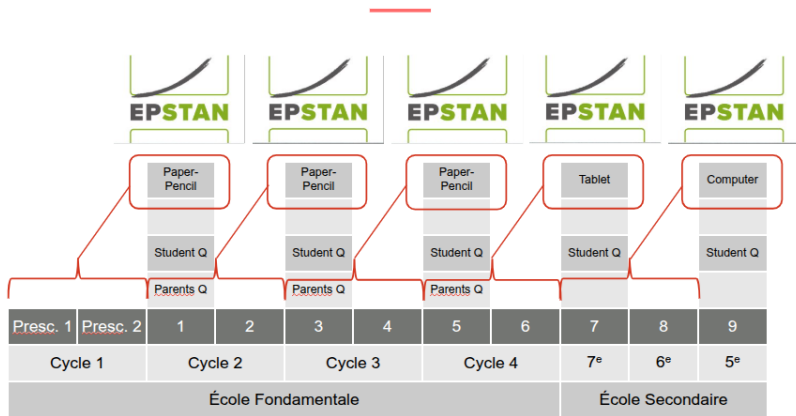 EPSTAN EPSTAN EPSTAN EPSTAN EPSTAN
Paper- Paper- Paper- Tablet Computer
Pencil Pencil Pencil
Student Q Student Q Student Q Student Q Student Q
Parents Q Parents Q Parents Q
Presc. 1 Presc. 2 1 2 3 4 5 6 7 8 9
Cycle 1 Cycle 2 Cycle 3 Cycle 4 7e 6e 5e
École Fondamentale École Secondaire